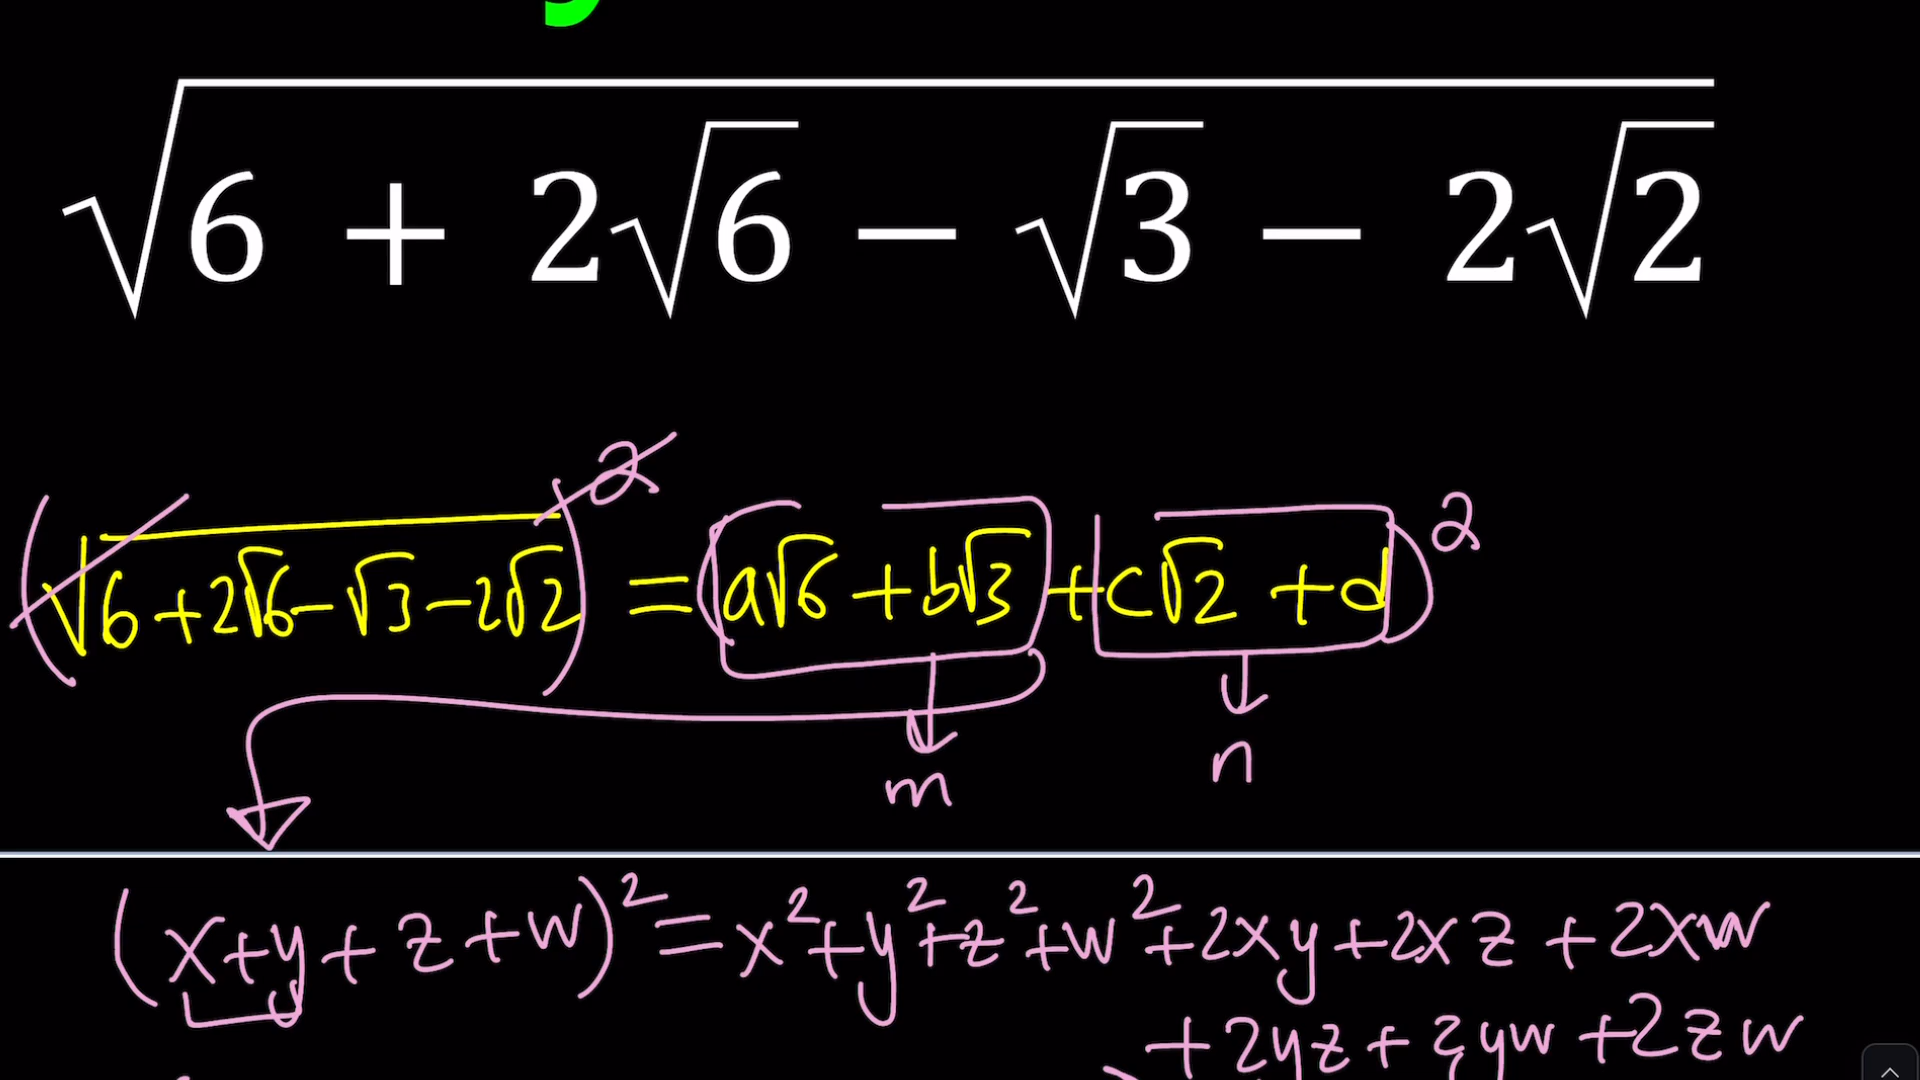 √(6 + 2√6 − √3 − 2√2)
(√(6+2√6−√3−2√2))² = (a√6 + b√3 + c√2 + d)²
m n
(x+y+z+w)² = x²+y²+z²+w²+2xy+2xz+2xw
+2yz+2yw+2zw